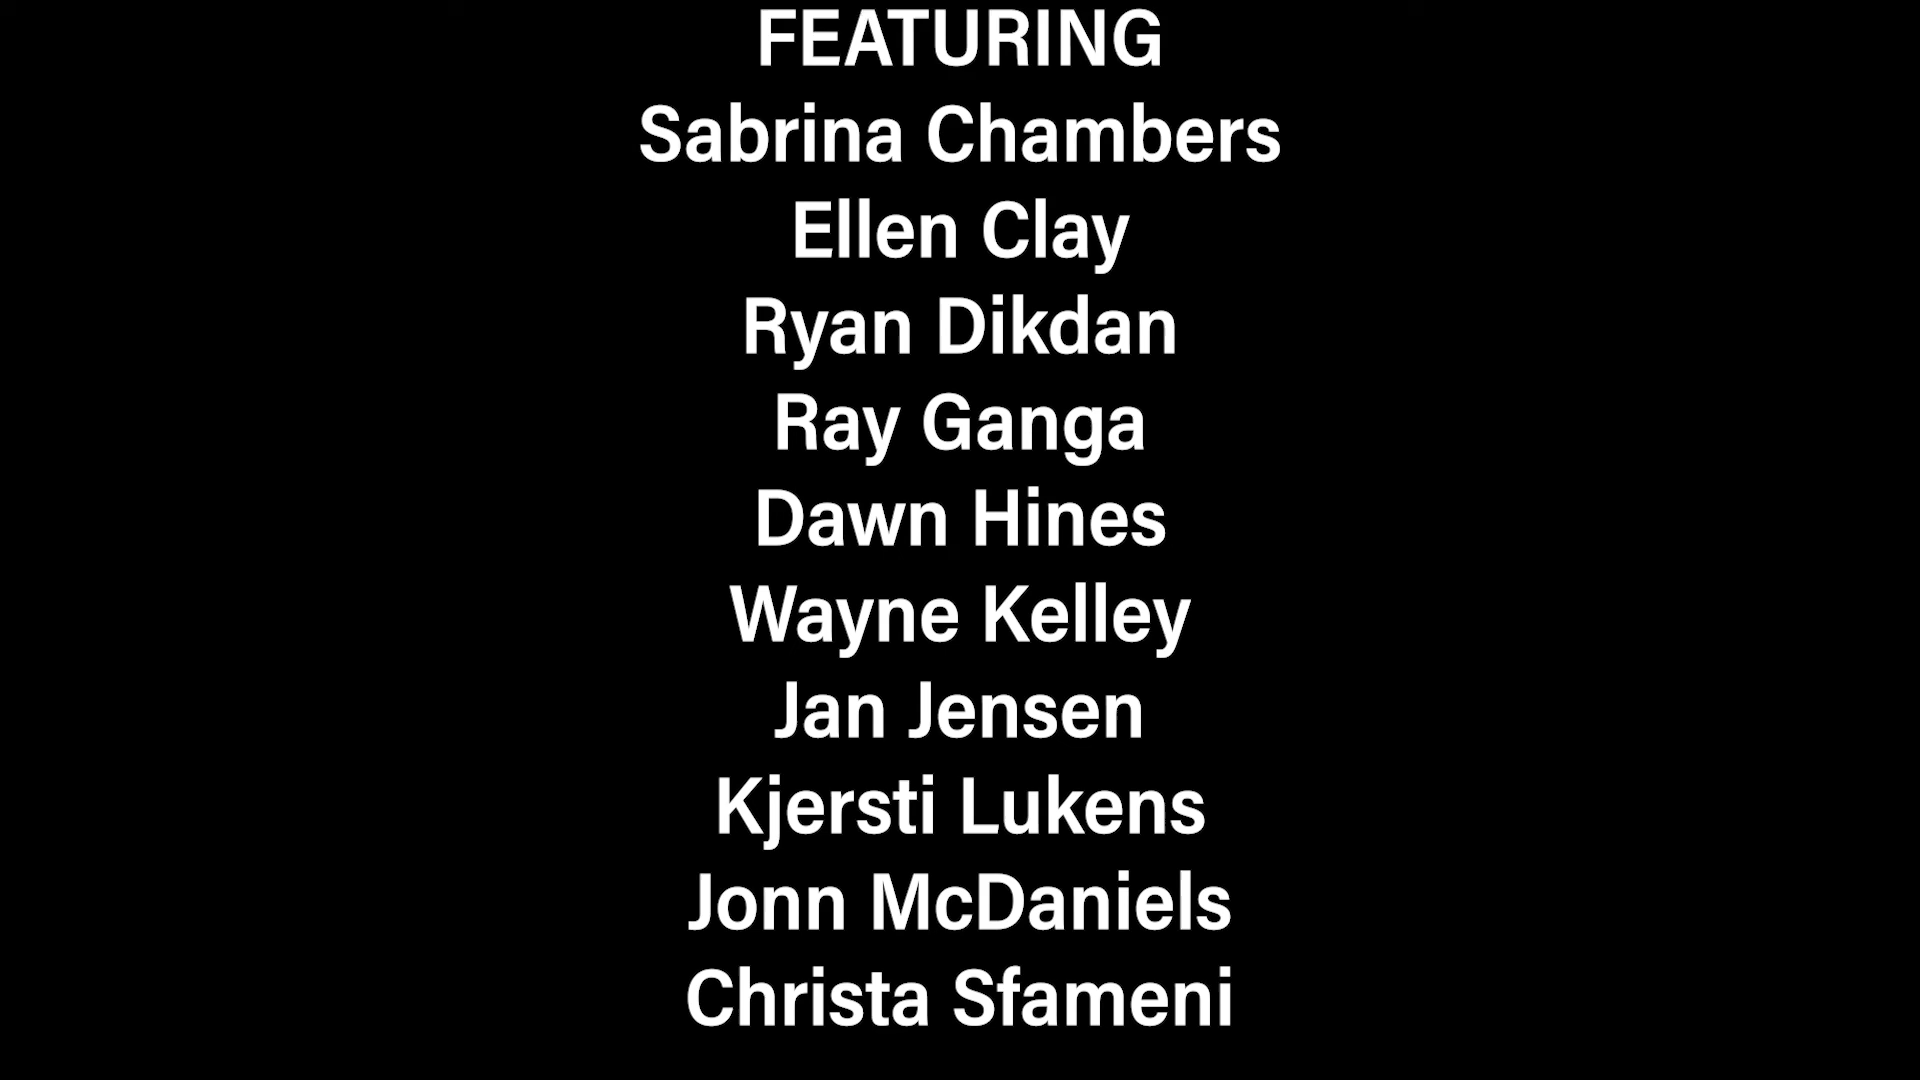 FEATURING
Sabrina Chambers
Ellen Clay
Ryan Dikdan
Ray Ganga
Dawn Hines
Wayne Kelley
Jan Jensen
Kjersti Lukens
Jonn McDaniels
Christa Sfameni